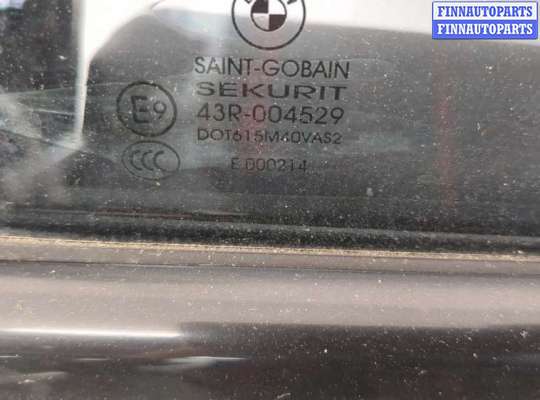 FINNAUTOPARTS
FINNAUTOPARTS
SAINT-GOBAIN
SEKURIT
E9 43R-004529
DOT615M40VAS2
CCC E 000214